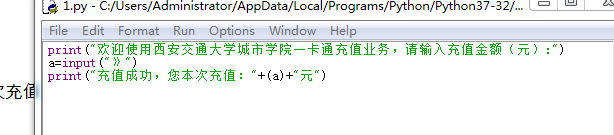 1.py - C:/Users/Administrator/AppData/Local/Programs/Python/Python37-32/
File Edit Format Run Options Window Help
print("欢迎使用西安交通大学城市学院一卡通充值业务，请输入充值金额（元）:")
a=input("》")
次充值
print("充值成功，您本次充值："+(a)+"元")